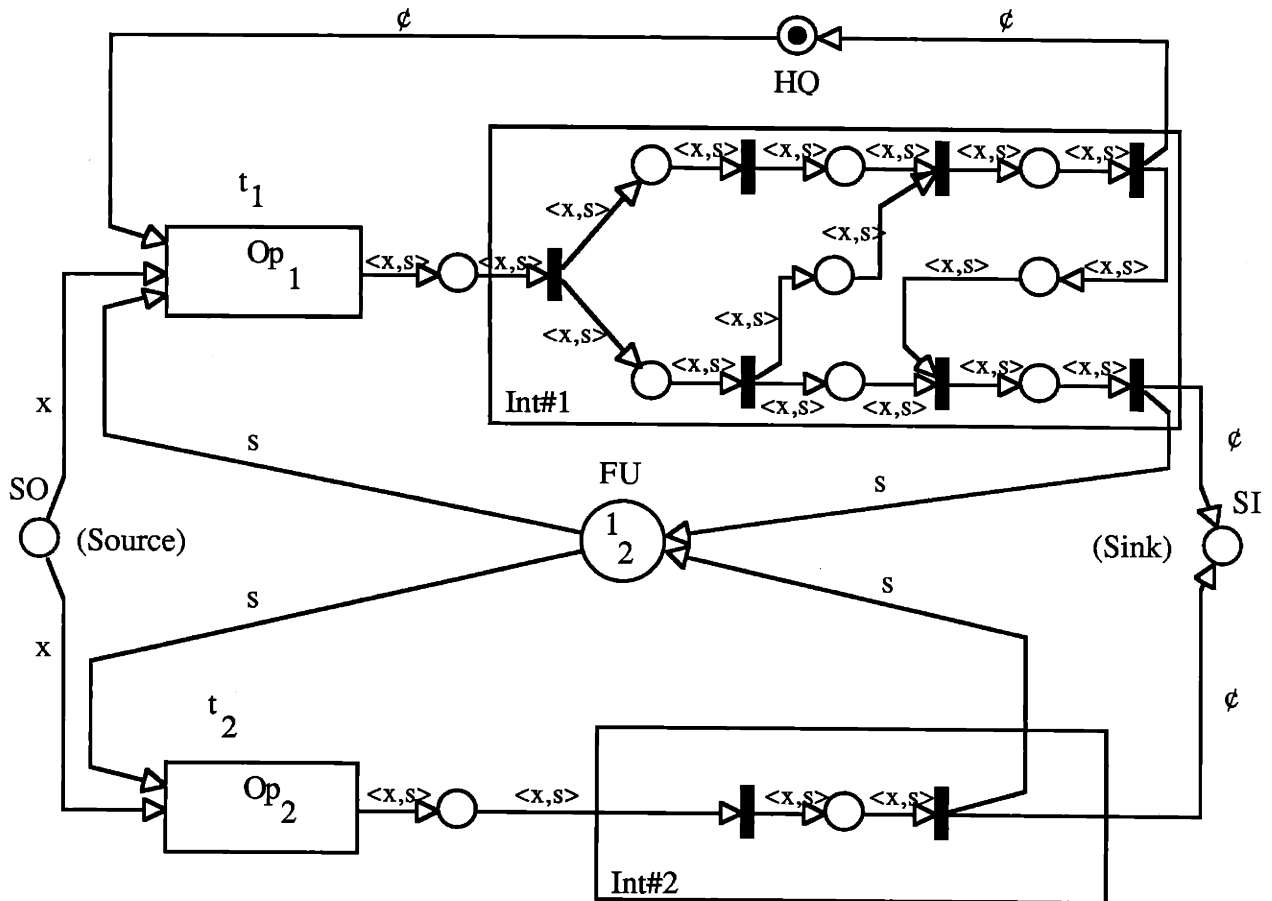 ¢
¢
HQ
<x,s>
<x,s>
<x,s>
<x,s>
<x,s>
t1
<x,s>
<x,s>
Op1
<x,s>
<x,s>
<x,s>
<x,s>
<x,s>
<x,s>
<x,s>
<x,s>
<x,s>
x
Int#1
<x,s>
<x,s>
s
FU
¢
s
SO
SI
(Source)
1
2
(Sink)
s
s
x
t2
¢
Op2
<x,s>
<x,s>
<x,s>
<x,s>
Int#2